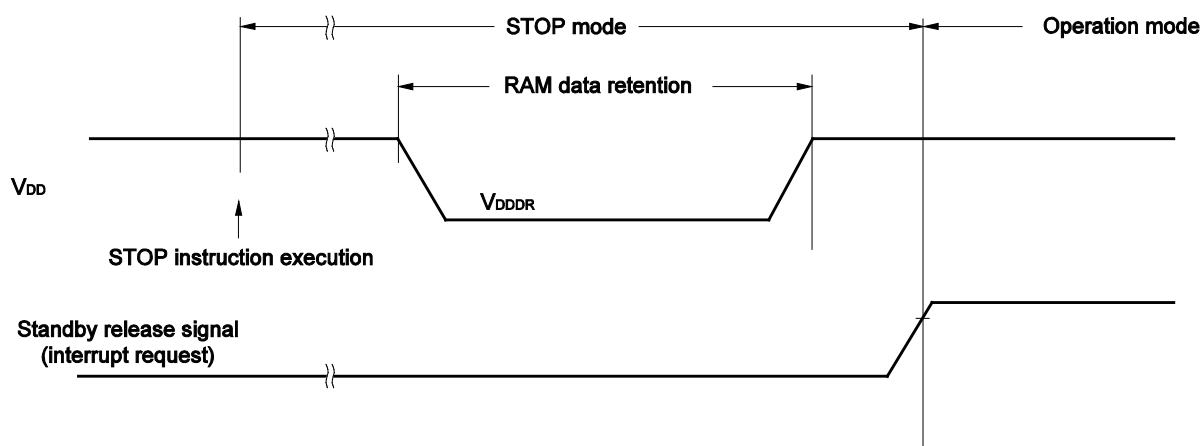 STOP mode
Operation mode
RAM data retention
VDD
VDDDR
STOP instruction execution
Standby release signal
(interrupt request)